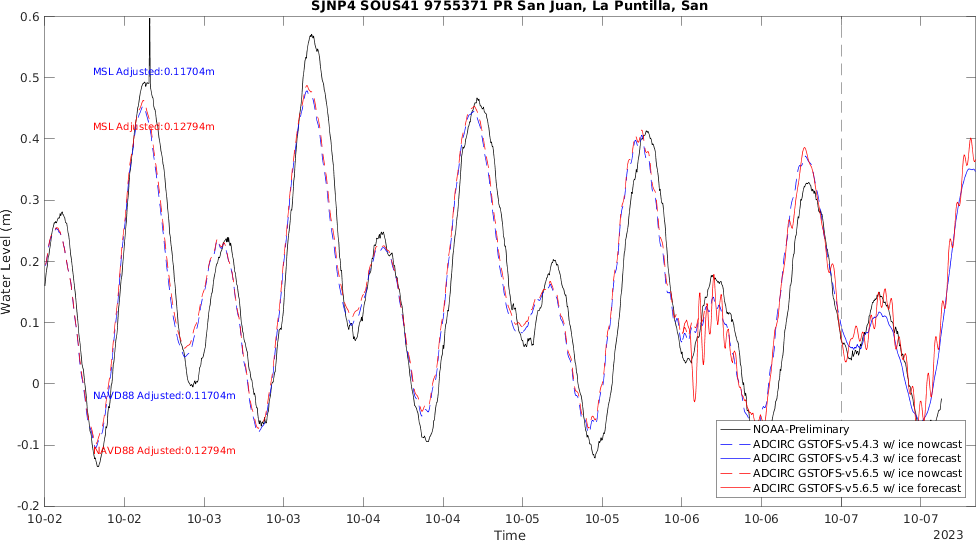 SJNP4 SOUS41 9755371 PR San Juan, La Puntilla, San
0.6
0.5
0.4
0.3
0.2
0.1
0
-0.1
-0.2
Water Level (m)
MSL Adjusted:0.11704m
MSL Adjusted:0.12794m
NAVD88 Adjusted:0.11704m
NAVD88 Adjusted:0.12794m
NOAA-Preliminary
ADCIRC GSTOFS-v5.4.3 w/ ice nowcast
ADCIRC GSTOFS-v5.4.3 w/ ice forecast
ADCIRC GSTOFS-v5.6.5 w/ ice nowcast
ADCIRC GSTOFS-v5.6.5 w/ ice forecast
10-02 10-02 10-03 10-03 10-04 10-04 10-05 10-05 10-06 10-06 10-07 10-07
Time
2023